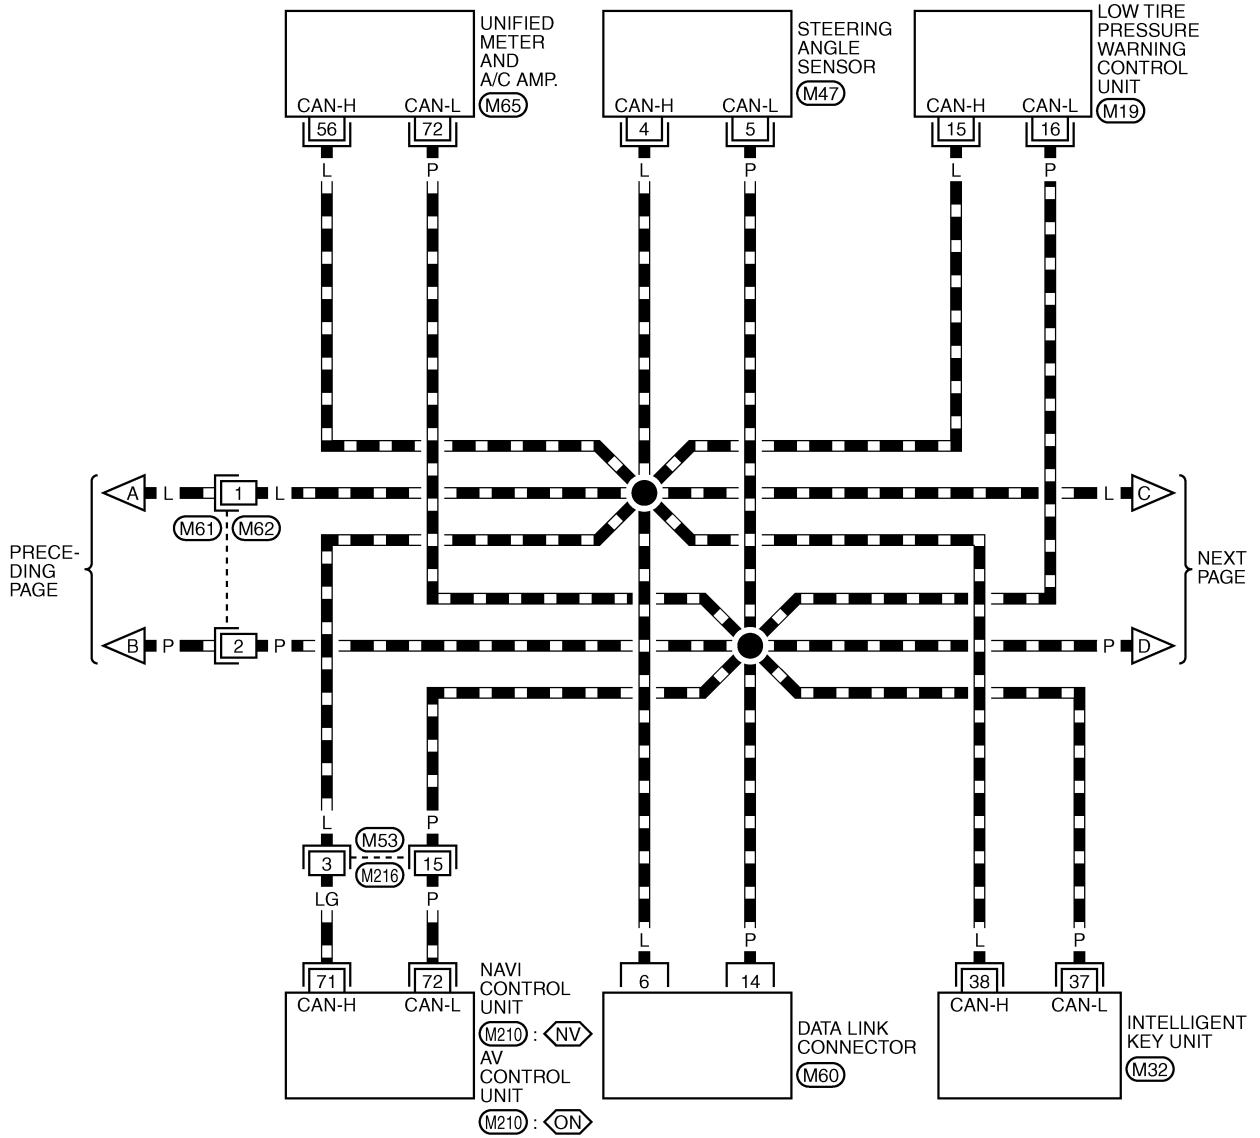 UNIFIED
METER
AND
A/C AMP.
M65
STEERING
ANGLE
SENSOR
M47
LOW TIRE
PRESSURE
WARNING
CONTROL
UNIT
M19
CAN-H CAN-L
CAN-H CAN-L
CAN-H CAN-L
56 72 4 5 15 16
L P L P L P
A L 1 L L C
M61 M62
PRECE-
DING
PAGE
NEXT
PAGE
B P 2 P P D
L P
M53
3 15
M216
LG P
L P L P
71 72 6 14 38 37
CAN-H CAN-L
CAN-H CAN-L
NAVI
CONTROL
UNIT
M210 : NV
AV
CONTROL
UNIT
M210 : ON
DATA LINK
CONNECTOR
M60
INTELLIGENT
KEY UNIT
M32